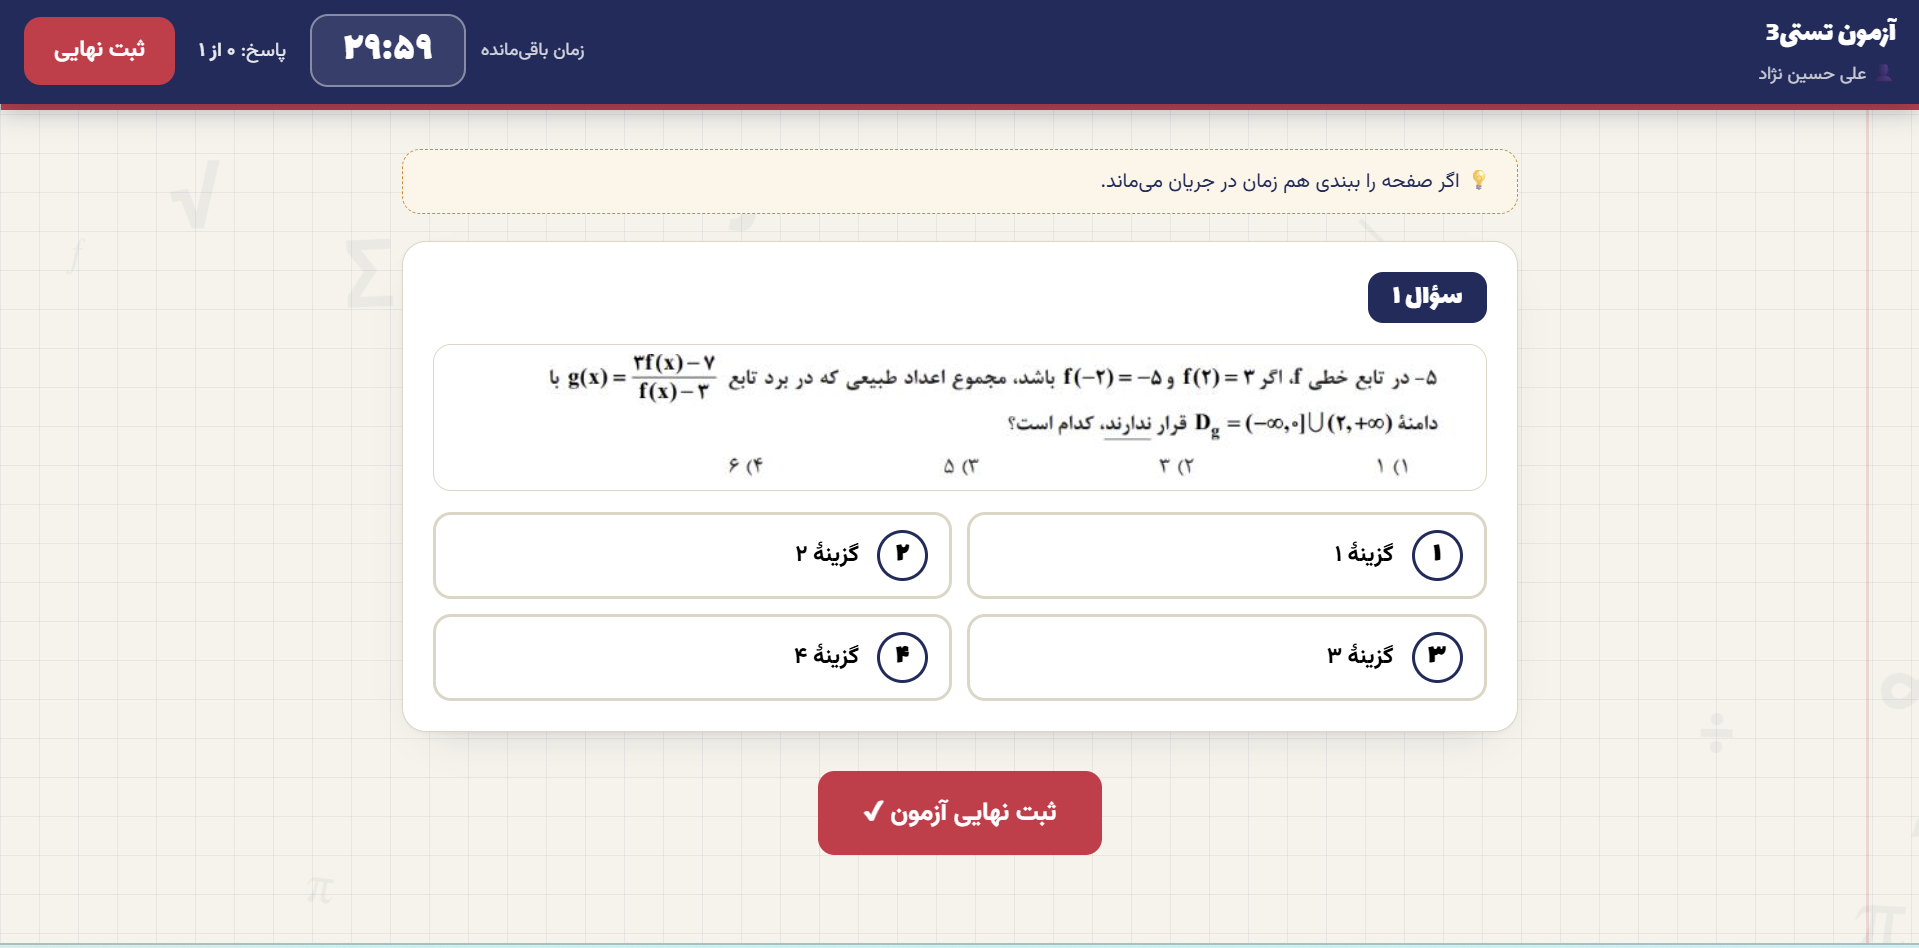 آزمون تستی3
👤 علی حسین نژاد
زمان باقی‌مانده
۲۹:۵۹
پاسخ: ۰ از ۱
ثبت نهایی
💡 اگر صفحه را ببندی هم زمان در جریان می‌ماند.
سؤال ۱
۵- در تابع خطی f، اگر f(۲) = ۳ و f(−۲) = −۵ باشد، مجموع اعداد طبیعی که در برد تابع g(x) = (۳f(x) − ۷)/(f(x) − ۳) با
دامنهٔ D_g = (−∞, ۰] ∪ (۲, +∞) قرار ندارند، کدام است؟
۱) ۱ ۲) ۳ ۳) ۵ ۴) ۶
۱ گزینهٔ ۱
۲ گزینهٔ ۲
۳ گزینهٔ ۳
۴ گزینهٔ ۴
ثبت نهایی آزمون ✓
√
f
Σ
÷
π
π